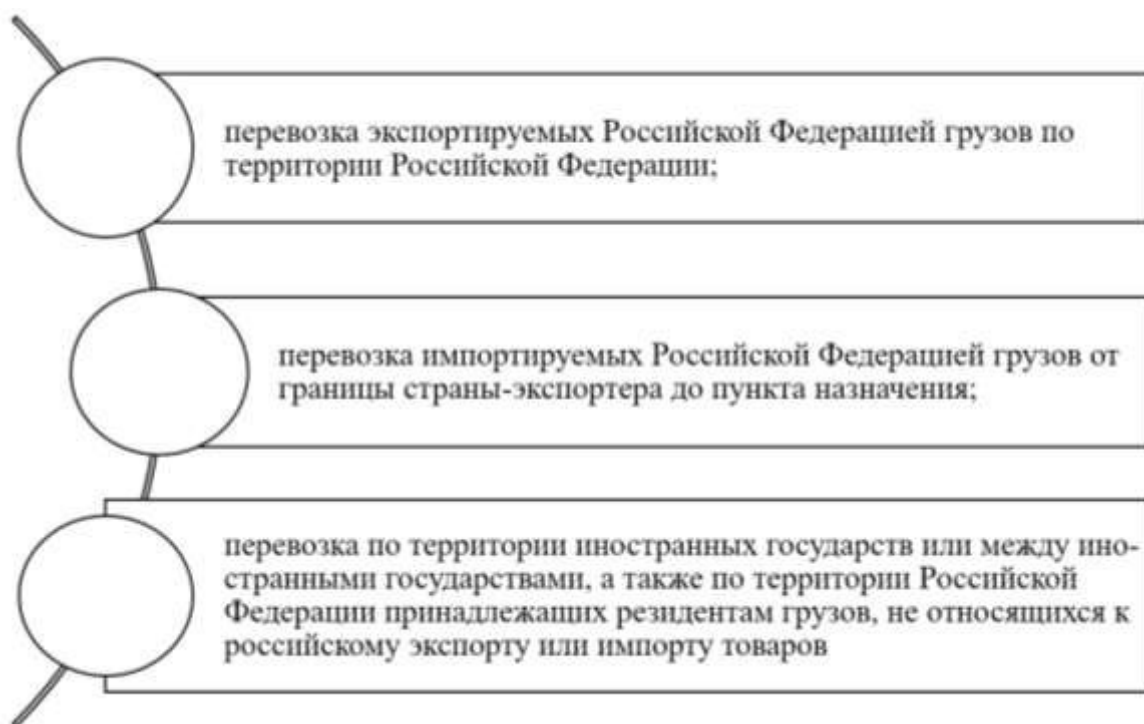 перевозка экспортируемых Российской Федерацией грузов по
территории Российской Федерации;
перевозка импортируемых Российской Федерацией грузов от
границы страны-экспортера до пункта назначения;
перевозка по территории иностранных государств или между ино-
странными государствами, а также по территории Российской
Федерации принадлежащих резидентам грузов, не относящихся к
российскому экспорту или импорту товаров